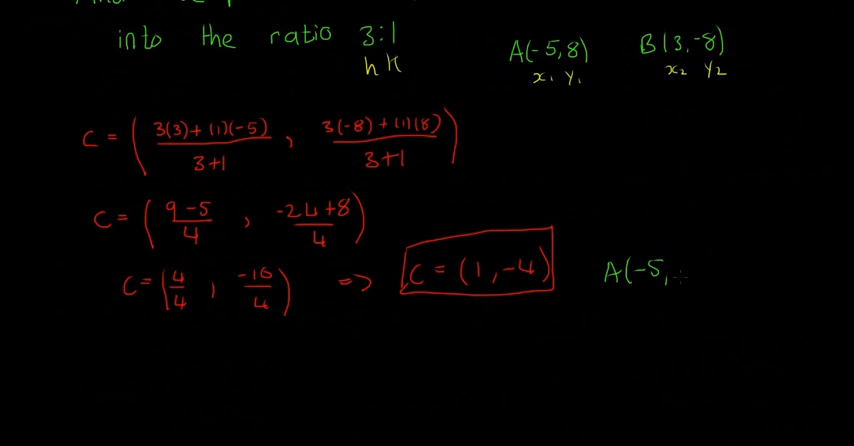 into the ratio 3:1
h k
A(-5,8) B(3,-8)
x₁ y₁ x₂ y₂
C = ( 3(3)+(1)(-5) / 3+1 , 3(-8)+(1)(8) / 3+1 )
C = ( 9-5 / 4 , -24+8 / 4 )
C = ( 4/4 , -16/4 ) => C = (1,-4)
A(-5,